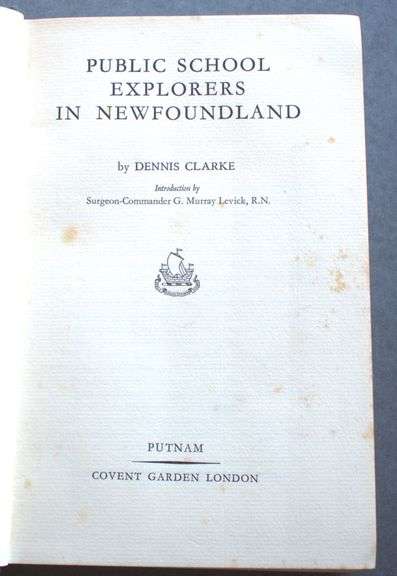 PUBLIC SCHOOL
EXPLORERS
IN NEWFOUNDLAND
by DENNIS CLARKE
Introduction by
Surgeon-Commander G. Murray Levick, R.N.
PUTNAM
COVENT GARDEN LONDON